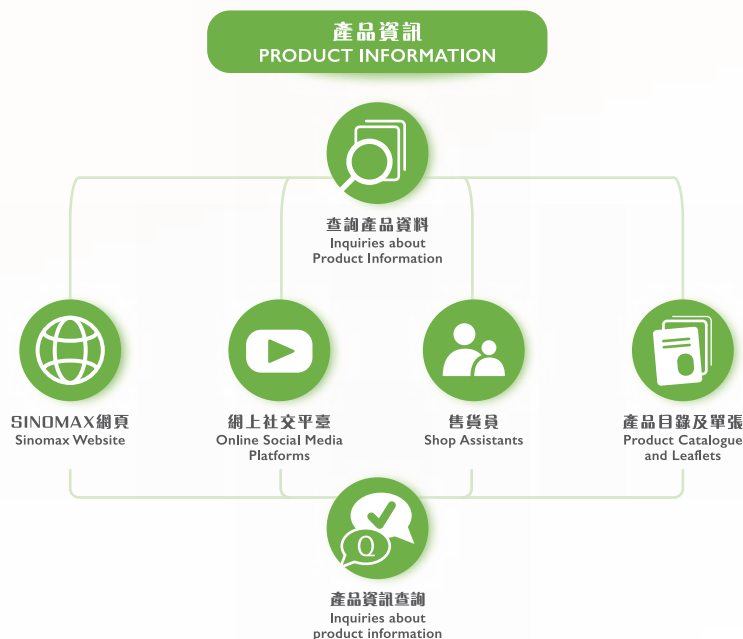 產品資訊
PRODUCT INFORMATION
查詢產品資料
Inquiries about
Product Information
SINOMAX網頁
Sinomax Website
網上社交平臺
Online Social Media
Platforms
售貨員
Shop Assistants
產品目錄及單張
Product Catalogue
and Leaflets
Q
產品資訊查詢
Inquiries about
product information